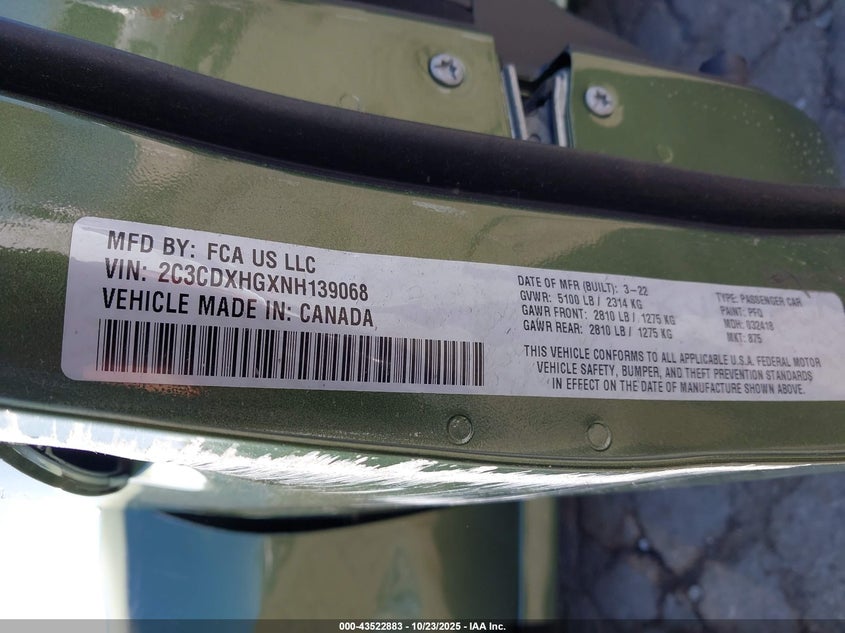 MFD BY: FCA US LLC
VIN: 2C3CDXHGXNH139068
VEHICLE MADE IN: CANADA
DATE OF MFR (BUILT): 3-22
GVWR: 5100 LB / 2314 KG
GAWR FRONT: 2810 LB / 1275 KG
GAWR REAR: 2810 LB / 1275 KG
TYPE: PASSENGER CAR
PAINT: PFQ
MDH: 032418
MKT: 875
THIS VEHICLE CONFORMS TO ALL APPLICABLE U.S.A. FEDERAL MOTOR
VEHICLE SAFETY, BUMPER, AND THEFT PREVENTION STANDARDS
IN EFFECT ON THE DATE OF MANUFACTURE SHOWN ABOVE.
000-43522883 - 10/23/2025 - IAA Inc.